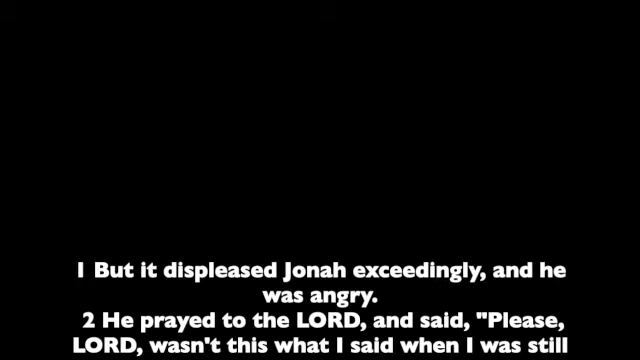 1 But it displeased Jonah exceedingly, and he
was angry.
2 He prayed to the LORD, and said, "Please,
LORD, wasn't this what I said when I was still